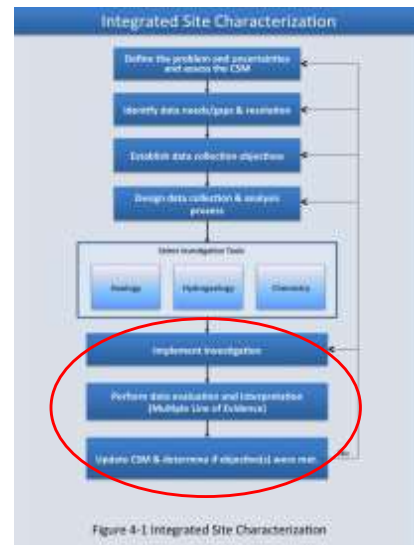 Integrated Site Characterization
Define the problem and uncertainties
and assess the CSM
Identify data needs/gaps & resolution
Establish data collection objectives
Design data collection & analysis
process
Select Investigation Tools
Geology
Hydrogeology
Chemistry
Implement Investigation
Perform data evaluation and interpretation
(Multiple Line of Evidence)
Update CSM & determine if objective(s) were met
Figure 4-1 Integrated Site Characterization